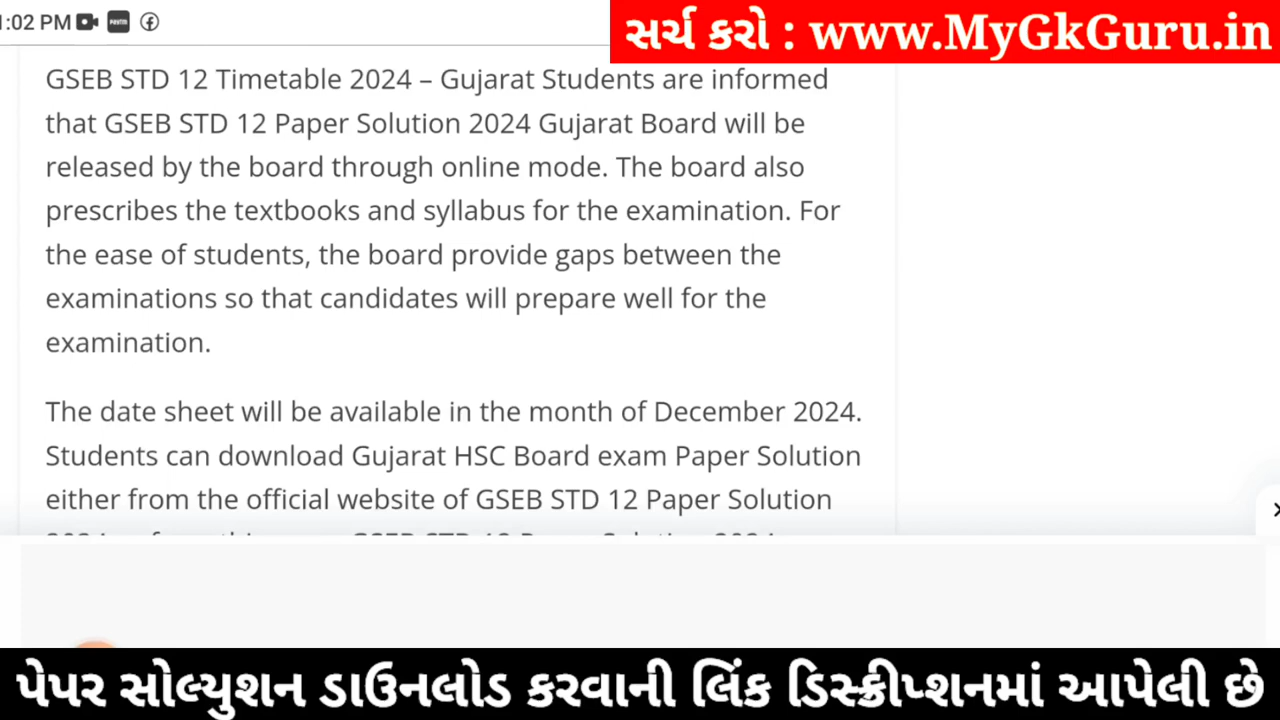 1:02 PM
સર્ચ કરો : www.MyGkGuru.in
GSEB STD 12 Timetable 2024 – Gujarat Students are informed
that GSEB STD 12 Paper Solution 2024 Gujarat Board will be
released by the board through online mode. The board also
prescribes the textbooks and syllabus for the examination. For
the ease of students, the board provide gaps between the
examinations so that candidates will prepare well for the
examination.
The date sheet will be available in the month of December 2024.
Students can download Gujarat HSC Board exam Paper Solution
either from the official website of GSEB STD 12 Paper Solution
પેપર સોલ્યુશન ડાઉનલોડ કરવાની લિંક ડિસ્ક્રીપ્શનમાં આપેલી છે